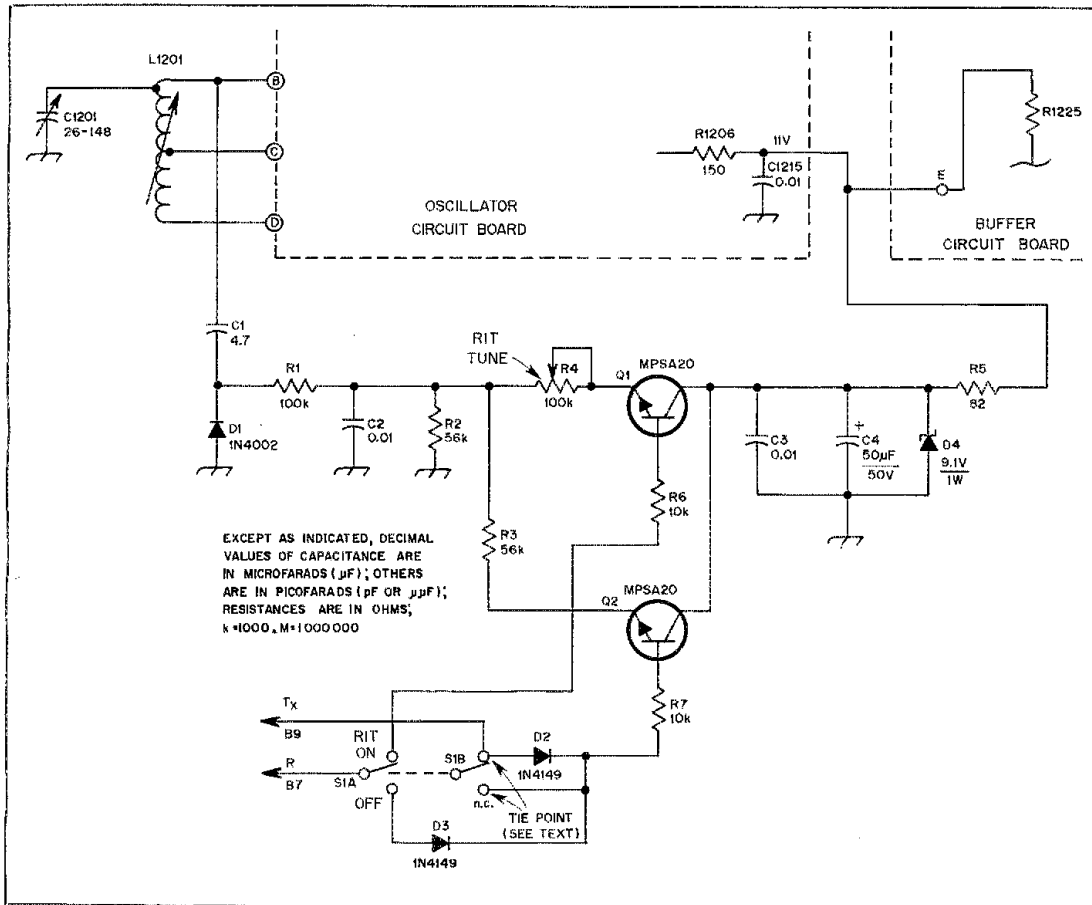 L1201
C1201
26-148
B
C
D
OSCILLATOR
CIRCUIT BOARD
R1206
150
11V
C1215
0.01
E
R1225
BUFFER
CIRCUIT BOARD
C1
4.7
D1
1N4002
R1
100k
C2
0.01
R2
56k
RIT
TUNE
R4
100k
Q1
MPSA20
C3
0.01
+
C4
50µF
50V
D4
9.1V
1W
R5
82
R6
10k
R3
56k
Q2
MPSA20
R7
10k
EXCEPT AS INDICATED, DECIMAL
VALUES OF CAPACITANCE ARE
IN MICROFARADS (µF); OTHERS
ARE IN PICOFARADS (pF OR µµF);
RESISTANCES ARE IN OHMS;
k=1000, M=1000000
Tx
B9
R
B7
RIT
ON
S1A
OFF
S1B
n.c.
D2
1N4149
TIE POINT
(SEE TEXT)
D3
1N4149